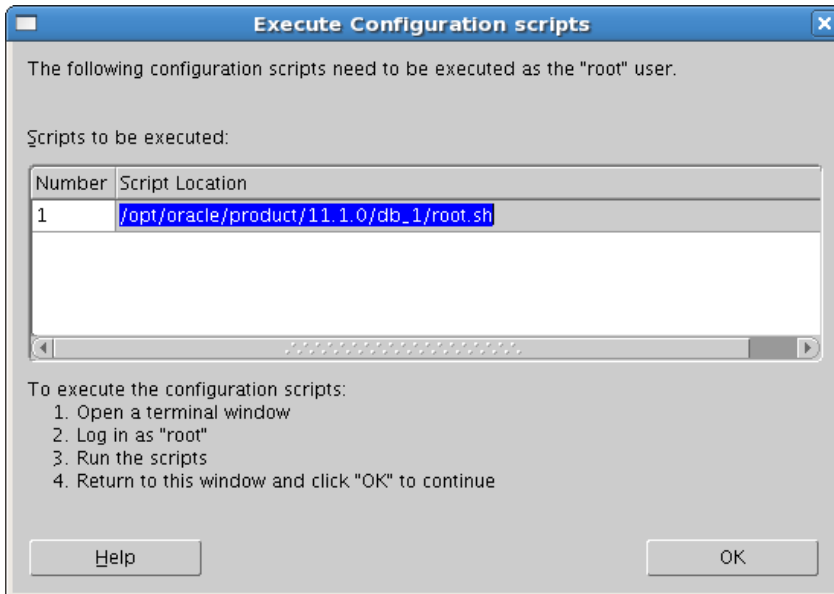 Execute Configuration scripts
The following configuration scripts need to be executed as the "root" user.
Scripts to be executed:
Number Script Location
1 /opt/oracle/product/11.1.0/db_1/root.sh
To execute the configuration scripts:
1. Open a terminal window
2. Log in as "root"
3. Run the scripts
4. Return to this window and click "OK" to continue
Help OK